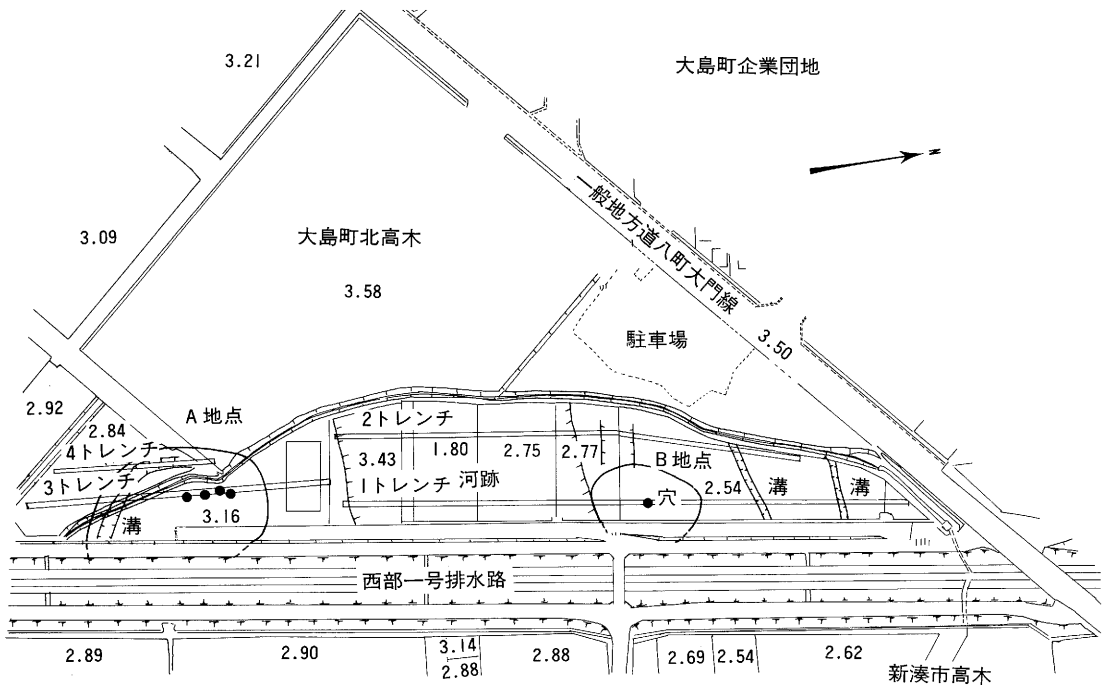 3.21
大島町企業団地
N
一般地方道八町大門線
3.09
大島町北高木
3.58
駐車場
3.50
2.92
A地点
2.84
4トレンチ
2トレンチ
3.43
1.80
2.75
2.77
B地点
3トレンチ
1トレンチ
河跡
穴
2.54
溝
溝
溝
3.16
西部一号排水路
2.89
2.90
3.14
2.88
2.88
2.69
2.54
2.62
新湊市高木